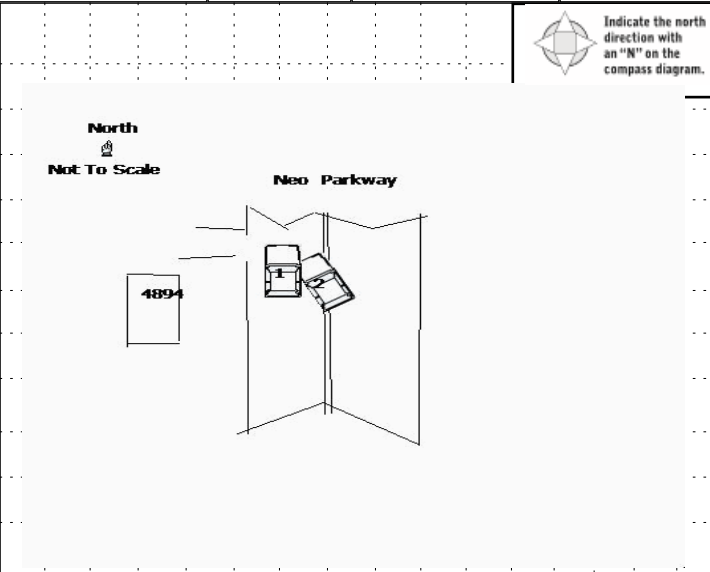 Indicate the north
direction with
an “N” on the
compass diagram.
North
Not To Scale
Neo Parkway
1
2
4894